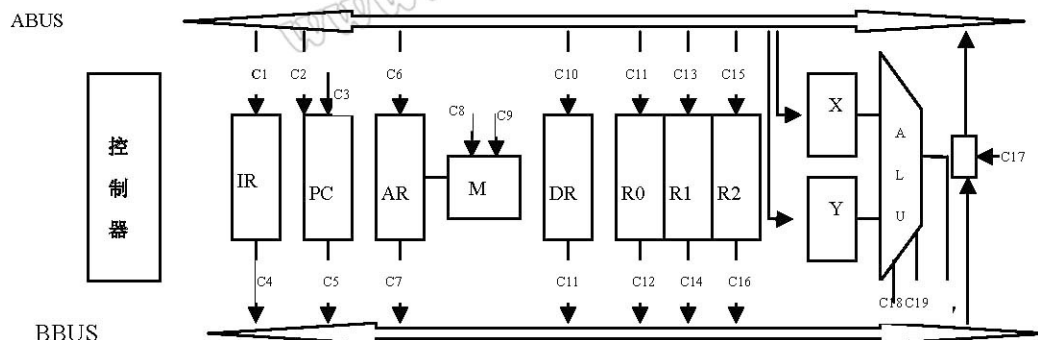 ABUS
C1 C2 C3 C6 C8 C9 C10 C11 C13 C15
控制器
IR PC AR M DR R0 R1 R2 X Y ALU C17
C4 C5 C7 C11 C12 C14 C16 C18 C19
BBUS